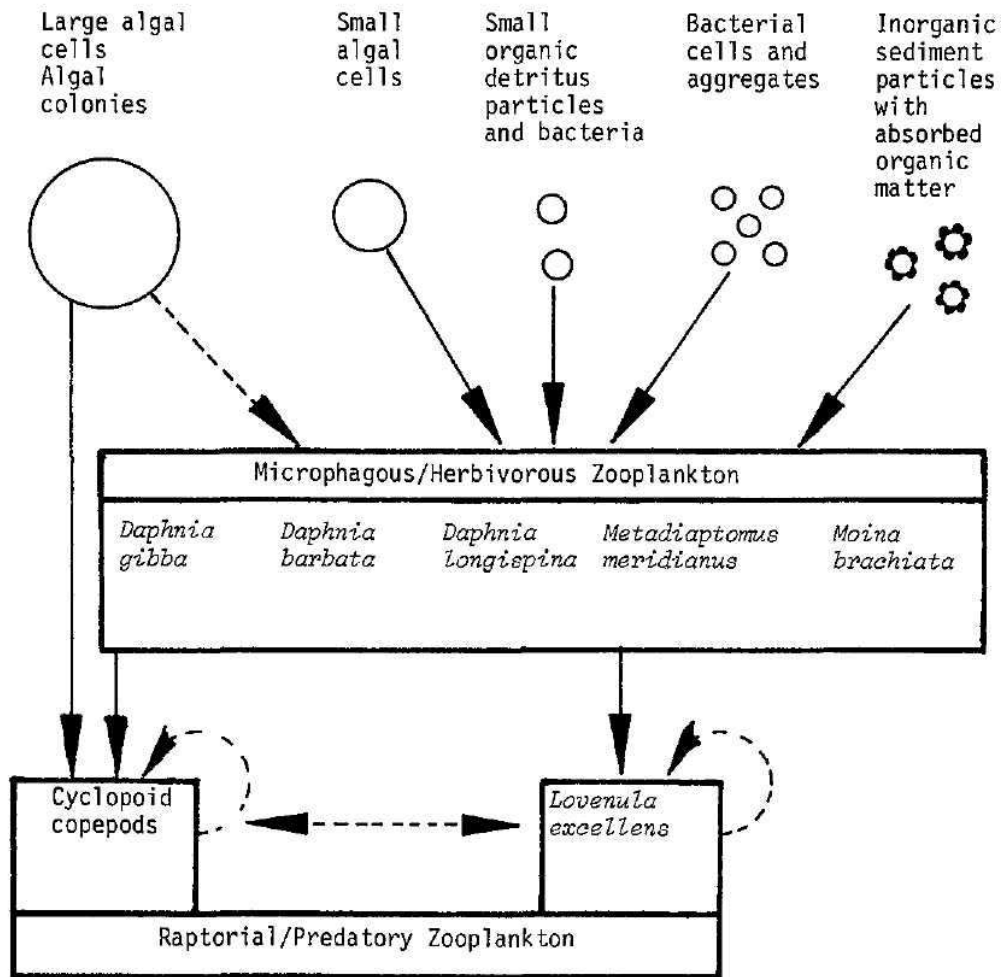 Large algal
cells
Algal
colonies
Small
algal
cells
Small
organic
detritus
particles
and bacteria
Bacterial
cells and
aggregates
Inorganic
sediment
particles
with
absorbed
organic
matter
Microphagous/Herbivorous Zooplankton
Daphnia
gibba
Daphnia
barbata
Daphnia
longispina
Metadiaptomus
meridianus
Moina
brachiata
Cyclopoid
copepods
Lovenula
excellens
Raptorial/Predatory Zooplankton